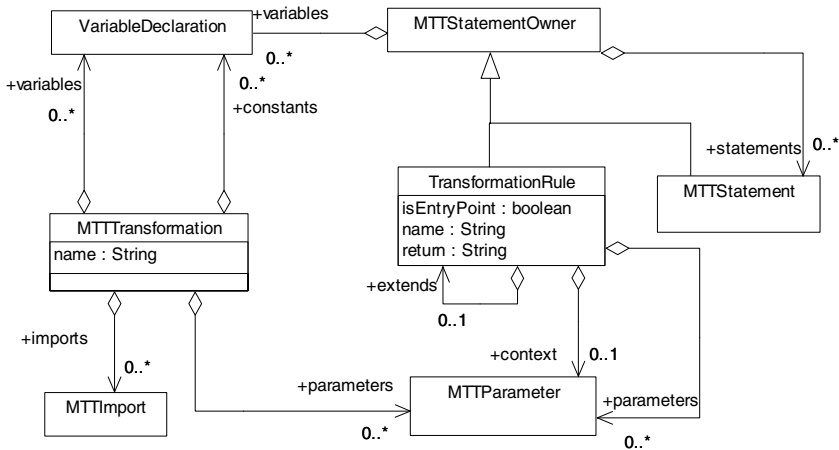 VariableDeclaration
+variables
0..*
MTTStatementOwner
+variables
0..*
0..*
+constants
+statements
0..*
MTTStatement
TransformationRule
isEntryPoint : boolean
name : String
return : String
MTTTransformation
name : String
+extends
0..1
+imports
0..*
+context
0..1
MTTImport
+parameters
0..*
MTTParameter
+parameters
0..*